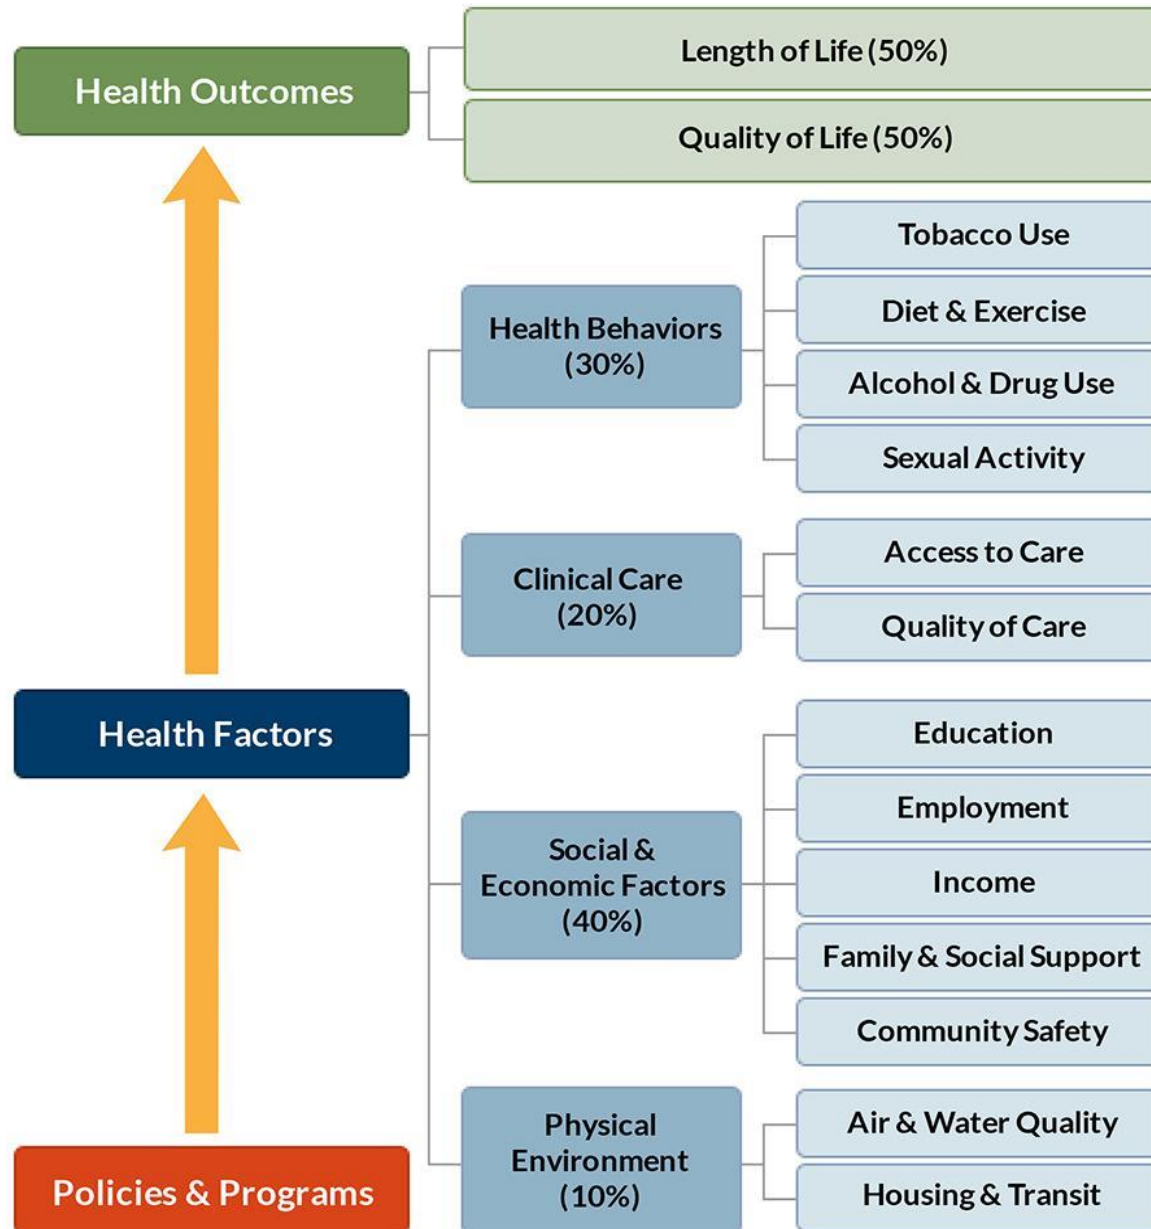 Health Outcomes
Length of Life (50%)
Quality of Life (50%)
Health Factors
Health Behaviors
(30%)
Tobacco Use
Diet & Exercise
Alcohol & Drug Use
Sexual Activity
Clinical Care
(20%)
Access to Care
Quality of Care
Social &
Economic Factors
(40%)
Education
Employment
Income
Family & Social Support
Community Safety
Physical
Environment
(10%)
Air & Water Quality
Housing & Transit
Policies & Programs